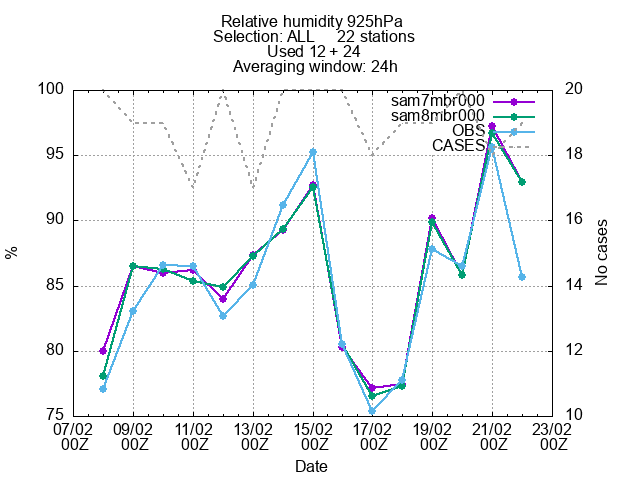 Relative humidity 925hPa
Selection: ALL 22 stations
Used 12 + 24
Averaging window: 24h
100
95
90
85
80
75
%
20
18
16
14
12
10
No cases
sam7mbr000
sam8mbr000
OBS
CASES
07/02 09/02 11/02 13/02 15/02 17/02 19/02 21/02 23/02
00Z 00Z 00Z 00Z 00Z 00Z 00Z 00Z 00Z
Date